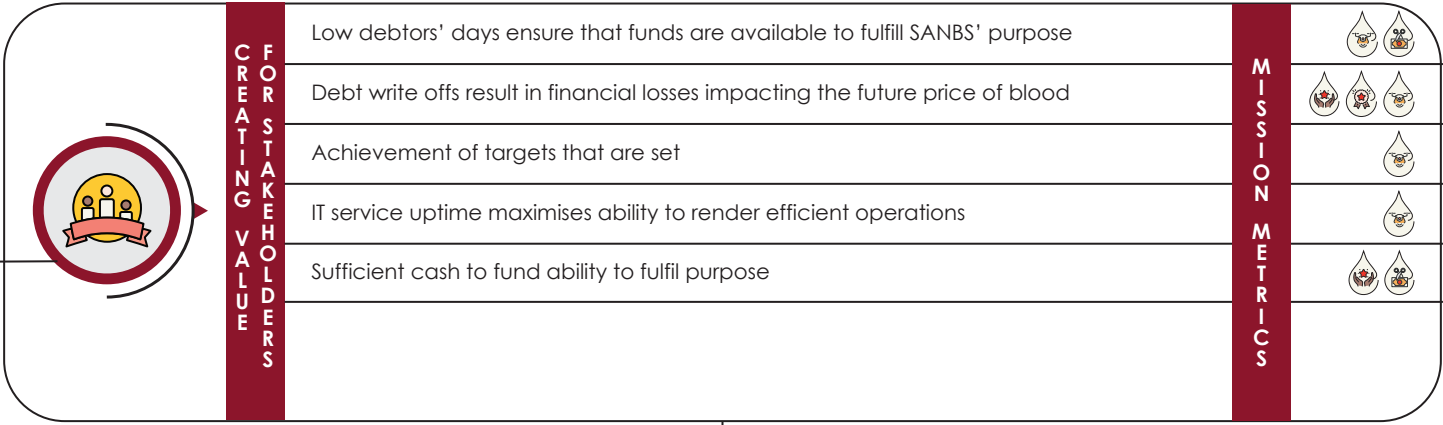 CREATING VALUE
FOR STAKEHOLDERS
Low debtors’ days ensure that funds are available to fulfill SANBS’ purpose
Debt write offs result in financial losses impacting the future price of blood
Achievement of targets that are set
IT service uptime maximises ability to render efficient operations
Sufficient cash to fund ability to fulfil purpose
MISSION METRICS